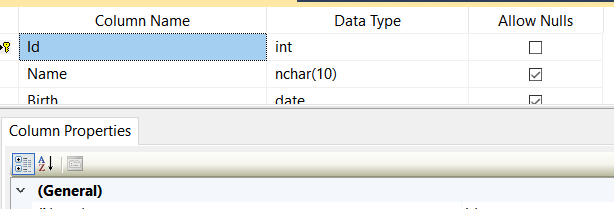 Column Name Data Type Allow Nulls
Id int
Name nchar(10)
Birth date
Column Properties
(General)